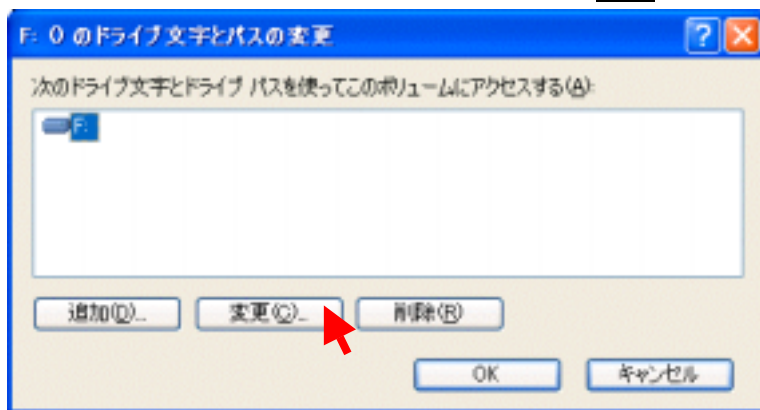 F: 0 のドライブ文字とパスの変更
次のドライブ文字とドライブ パスを使ってこのボリュームにアクセスする(A):
F:
追加(D)... 変更(C)... 削除(R)
OK キャンセル